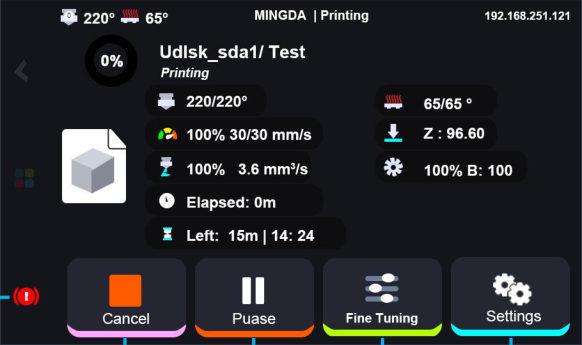 220° 65° MINGDA | Printing 192.168.251.121
0%
Udlsk_sda1/ Test
Printing
220/220° 65/65 °
100% 30/30 mm/s Z : 96.60
100% 3.6 mm³/s 100% B: 100
Elapsed: 0m
Left: 15m | 14: 24
Cancel Puase Fine Tuning Settings